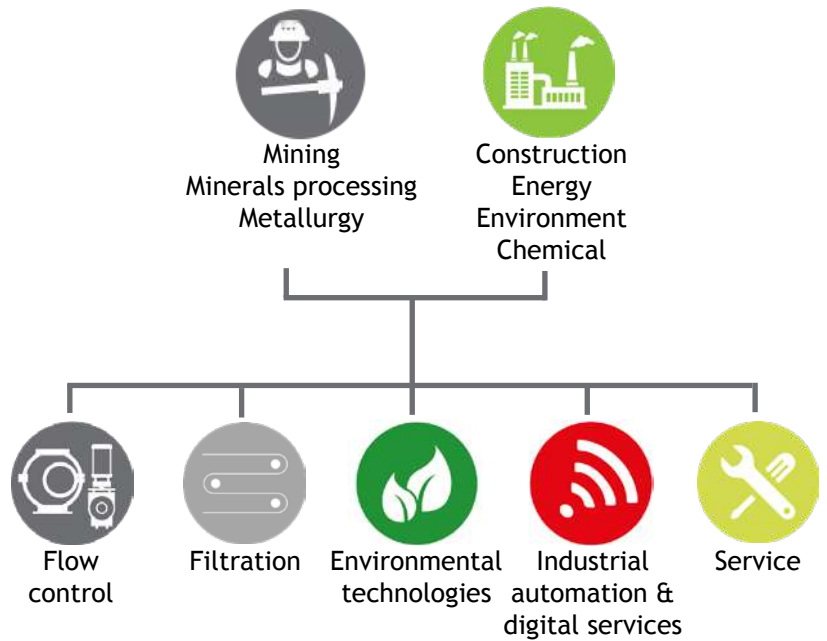 Mining
Minerals processing
Metallurgy
Construction
Energy
Environment
Chemical
Flow
control
Filtration
Environmental
technologies
Industrial
automation &
digital services
Service